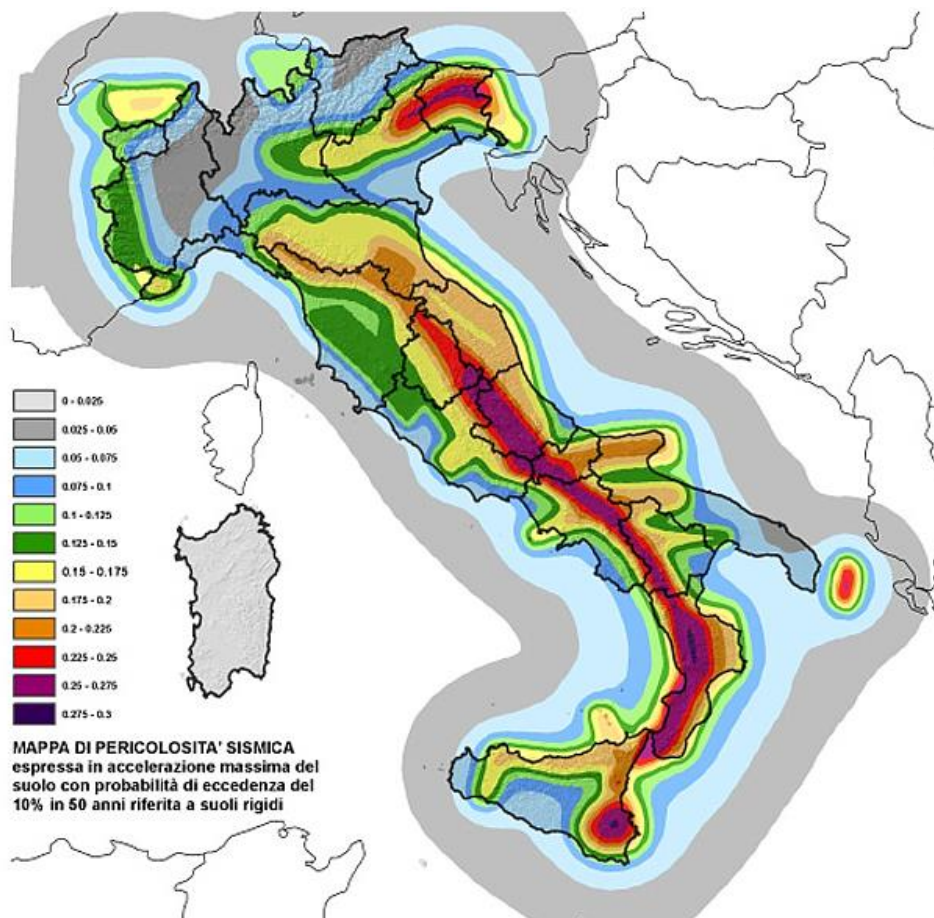 0 - 0.025
0.025 - 0.05
0.05 - 0.075
0.075 - 0.1
0.1 - 0.125
0.125 - 0.15
0.15 - 0.175
0.175 - 0.2
0.2 - 0.225
0.225 - 0.25
0.25 - 0.275
0.275 - 0.3
MAPPA DI PERICOLOSITA' SISMICA
espressa in accelerazione massima del
suolo con probabilità di eccedenza del
10% in 50 anni riferita a suoli rigidi